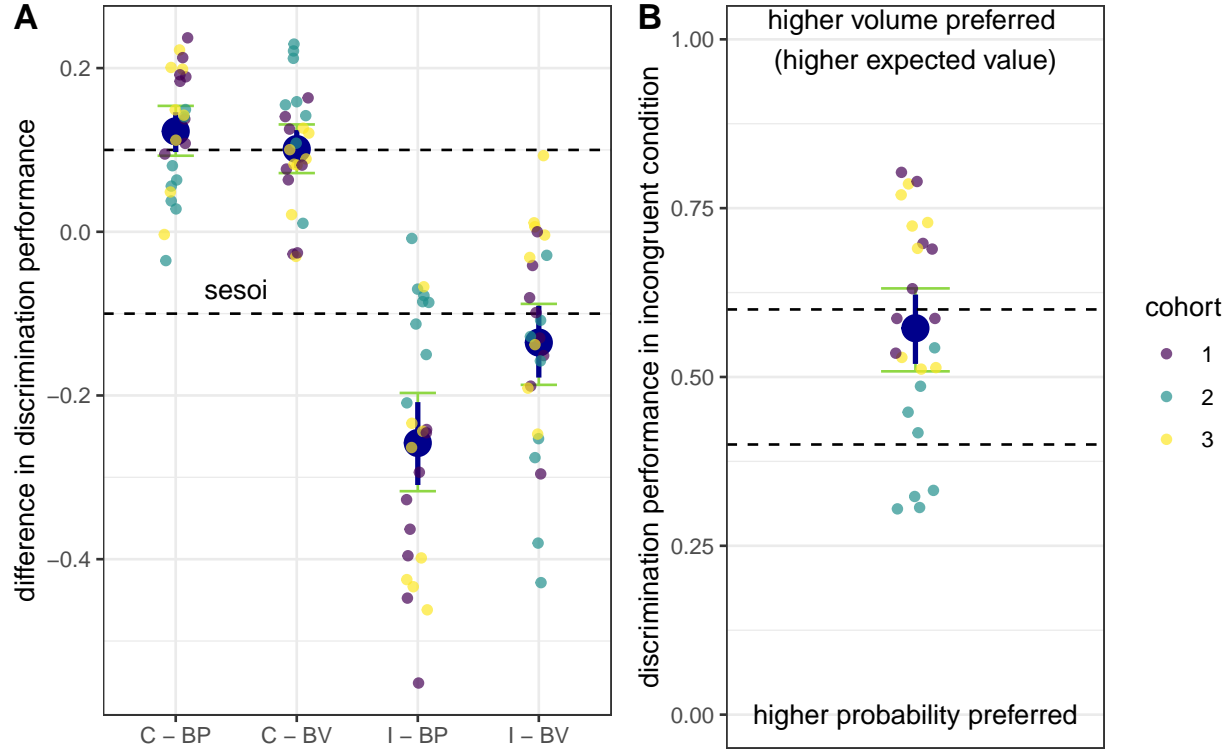 A
difference in discrimination performance
0.2
0.0
−0.2
−0.4
sesoi
C − BP
C − BV
I − BP
I − BV
B
discrimination performance in incongruent condition
higher volume preferred
(higher expected value)
1.00
0.75
0.50
0.25
0.00
higher probability preferred
cohort
1
2
3